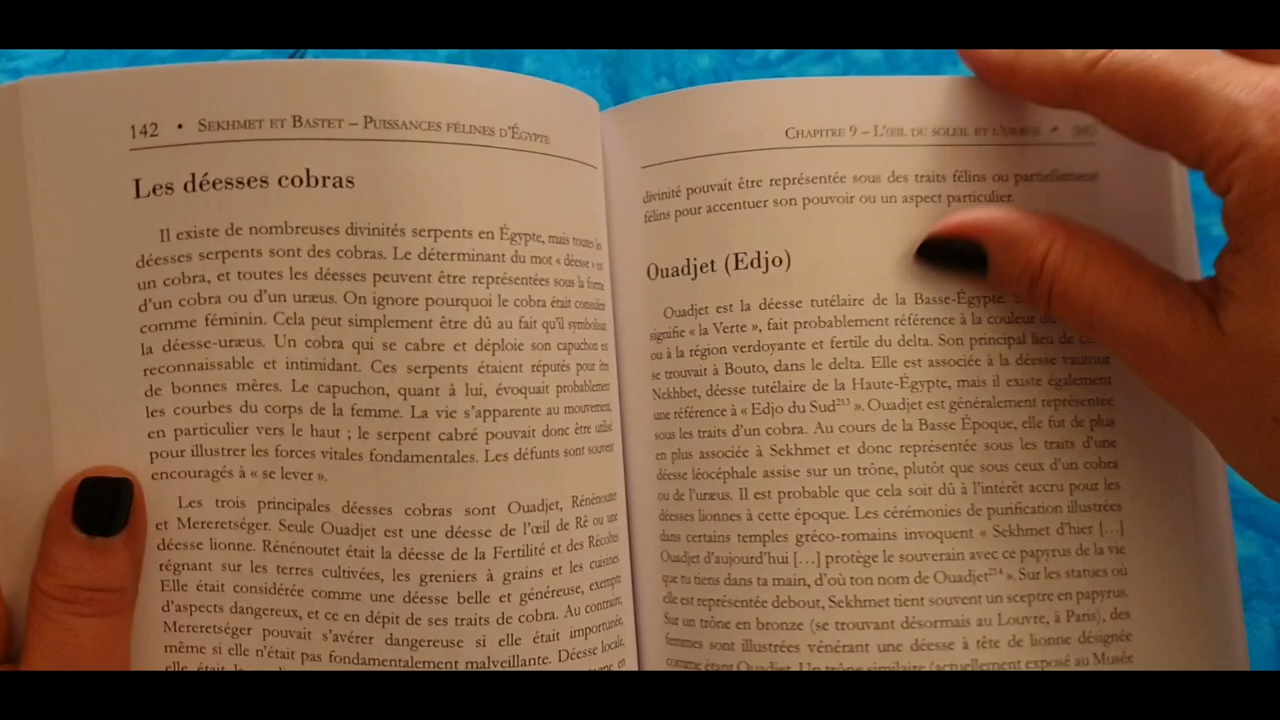 142 • Sekhmet et Bastet – Puissances félines d'Égypte
Les déesses cobras
Il existe de nombreuses divinités serpents en Égypte, mais toutes les
déesses serpents sont des cobras. Le déterminant du mot « déesse » est
un cobra, et toutes les déesses peuvent être représentées sous la forme
d'un cobra ou d'un uræus. On ignore pourquoi le cobra était considéré
comme féminin. Cela peut simplement être dû au fait qu'il symbolisait
la déesse-uræus. Un cobra qui se cabre et déploie son capuchon est
reconnaissable et intimidant. Ces serpents étaient réputés pour être
de bonnes mères. Le capuchon, quant à lui, évoquait probablement
les courbes du corps de la femme. La vie s'apparente au mouvement,
en particulier vers le haut ; le serpent cabré pouvait donc être utilisé
pour illustrer les forces vitales fondamentales. Les défunts sont souvent
encouragés à « se lever ».
Les trois principales déesses cobras sont Ouadjet, Rénénoutet
et Mereretséger. Seule Ouadjet est une déesse de l'œil de Ré ou une
déesse lionne. Rénénoutet était la déesse de la Fertilité et des Récoltes
régnant sur les terres cultivées, les greniers à grains et les cuisines.
Elle était considérée comme une déesse belle et généreuse, exempte
d'aspects dangereux, et ce en dépit de ses traits de cobra. Au contraire,
Mereretséger pouvait s'avérer dangereuse si elle était importunée,
même si elle n'était pas fondamentalement malveillante. Déesse locale,
elle était
Chapitre 9 – L'œil du soleil et l'uræus •
divinité pouvait être représentée sous des traits félins ou partiellement
félins pour accentuer son pouvoir ou un aspect particulier.
Ouadjet (Edjo)
Ouadjet est la déesse tutélaire de la Basse-Égypte.
signifie « la Verte », fait probablement référence à la couleur
ou à la région verdoyante et fertile du delta. Son principal lieu de
se trouvait à Bouto, dans le delta. Elle est associée à la déesse vautour
Nekhbet, déesse tutélaire de la Haute-Égypte, mais il existe également
une référence à « Edjo du Sud²¹³ ». Ouadjet est généralement représentée
sous les traits d'un cobra. Au cours de la Basse Époque, elle fut de plus
en plus associée à Sekhmet et donc représentée sous les traits d'une
déesse léocéphale assise sur un trône, plutôt que sous ceux d'un cobra
ou de l'uræus. Il est probable que cela soit dû à l'intérêt accru pour les
déesses lionnes à cette époque. Les cérémonies de purification illustrées
dans certains temples gréco-romains invoquent « Sekhmet d'hier [...]
Ouadjet d'aujourd'hui [...] protège le souverain avec ce papyrus de la vie
que tu tiens dans ta main, d'où ton nom de Ouadjet²¹⁴ ». Sur les statues où
elle est représentée debout, Sekhmet tient souvent un sceptre en papyrus.
Sur un trône en bronze (se trouvant désormais au Louvre, à Paris), des
femmes sont illustrées vénérant une déesse à tête de lionne désignée
comme étant Ouadjet. Un trône similaire (actuellement exposé au Musée